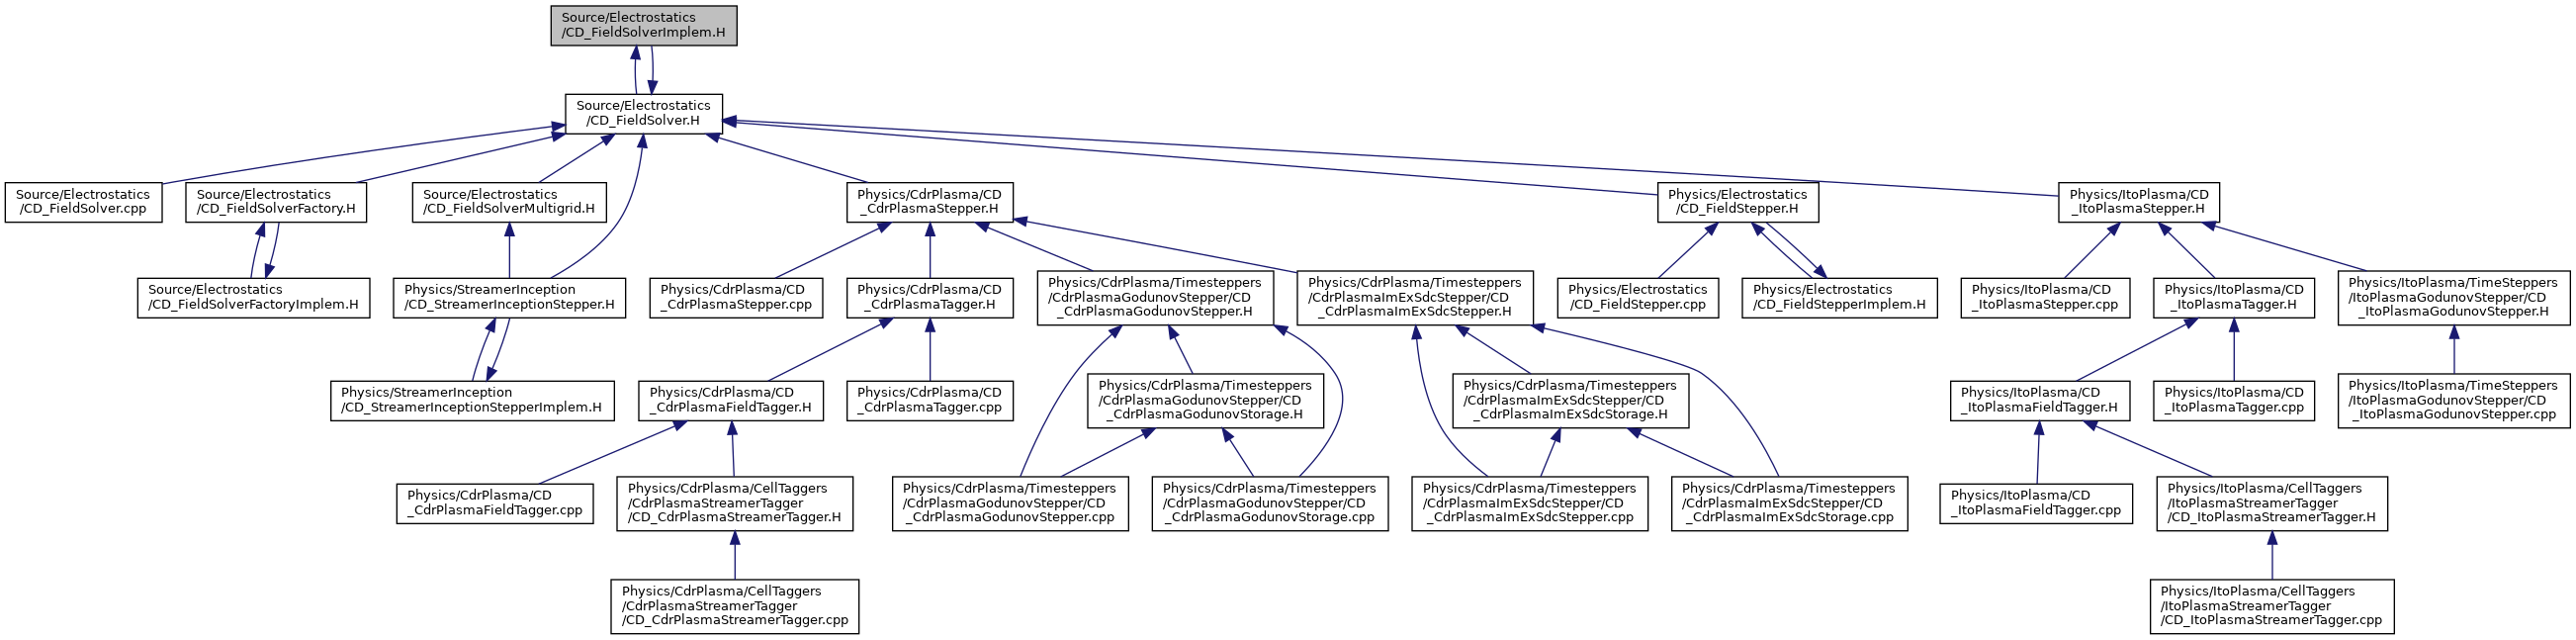 Source/Electrostatics
/CD_FieldSolverImplem.H
Source/Electrostatics
/CD_FieldSolver.H
Source/Electrostatics
/CD_FieldSolver.cpp
Source/Electrostatics
/CD_FieldSolverFactory.H
Source/Electrostatics
/CD_FieldSolverMultigrid.H
Physics/CdrPlasma/CD
_CdrPlasmaStepper.H
Physics/Electrostatics
/CD_FieldStepper.H
Physics/ItoPlasma/CD
_ItoPlasmaStepper.H
Source/Electrostatics
/CD_FieldSolverFactoryImplem.H
Physics/StreamerInception
/CD_StreamerInceptionStepper.H
Physics/CdrPlasma/CD
_CdrPlasmaStepper.cpp
Physics/CdrPlasma/CD
_CdrPlasmaTagger.H
Physics/CdrPlasma/Timesteppers
/CdrPlasmaGodunovStepper/CD
_CdrPlasmaGodunovStepper.H
Physics/CdrPlasma/Timesteppers
/CdrPlasmaImExSdcStepper/CD
_CdrPlasmaImExSdcStepper.H
Physics/Electrostatics
/CD_FieldStepper.cpp
Physics/Electrostatics
/CD_FieldStepperImplem.H
Physics/ItoPlasma/CD
_ItoPlasmaStepper.cpp
Physics/ItoPlasma/CD
_ItoPlasmaTagger.H
Physics/ItoPlasma/TimeSteppers
/ItoPlasmaGodunovStepper/CD
_ItoPlasmaGodunovStepper.H
Physics/StreamerInception
/CD_StreamerInceptionStepperImplem.H
Physics/CdrPlasma/CD
_CdrPlasmaFieldTagger.H
Physics/CdrPlasma/CD
_CdrPlasmaTagger.cpp
Physics/CdrPlasma/Timesteppers
/CdrPlasmaGodunovStepper/CD
_CdrPlasmaGodunovStorage.H
Physics/CdrPlasma/Timesteppers
/CdrPlasmaImExSdcStepper/CD
_CdrPlasmaImExSdcStorage.H
Physics/ItoPlasma/CD
_ItoPlasmaFieldTagger.H
Physics/ItoPlasma/CD
_ItoPlasmaTagger.cpp
Physics/ItoPlasma/TimeSteppers
/ItoPlasmaGodunovStepper/CD
_ItoPlasmaGodunovStepper.cpp
Physics/CdrPlasma/CD
_CdrPlasmaFieldTagger.cpp
Physics/CdrPlasma/CellTaggers
/CdrPlasmaStreamerTagger
/CD_CdrPlasmaStreamerTagger.H
Physics/CdrPlasma/Timesteppers
/CdrPlasmaGodunovStepper/CD
_CdrPlasmaGodunovStepper.cpp
Physics/CdrPlasma/Timesteppers
/CdrPlasmaGodunovStepper/CD
_CdrPlasmaGodunovStorage.cpp
Physics/CdrPlasma/Timesteppers
/CdrPlasmaImExSdcStepper/CD
_CdrPlasmaImExSdcStepper.cpp
Physics/CdrPlasma/Timesteppers
/CdrPlasmaImExSdcStepper/CD
_CdrPlasmaImExSdcStorage.cpp
Physics/ItoPlasma/CD
_ItoPlasmaFieldTagger.cpp
Physics/ItoPlasma/CellTaggers
/ItoPlasmaStreamerTagger
/CD_ItoPlasmaStreamerTagger.H
Physics/CdrPlasma/CellTaggers
/CdrPlasmaStreamerTagger
/CD_CdrPlasmaStreamerTagger.cpp
Physics/ItoPlasma/CellTaggers
/ItoPlasmaStreamerTagger
/CD_ItoPlasmaStreamerTagger.cpp